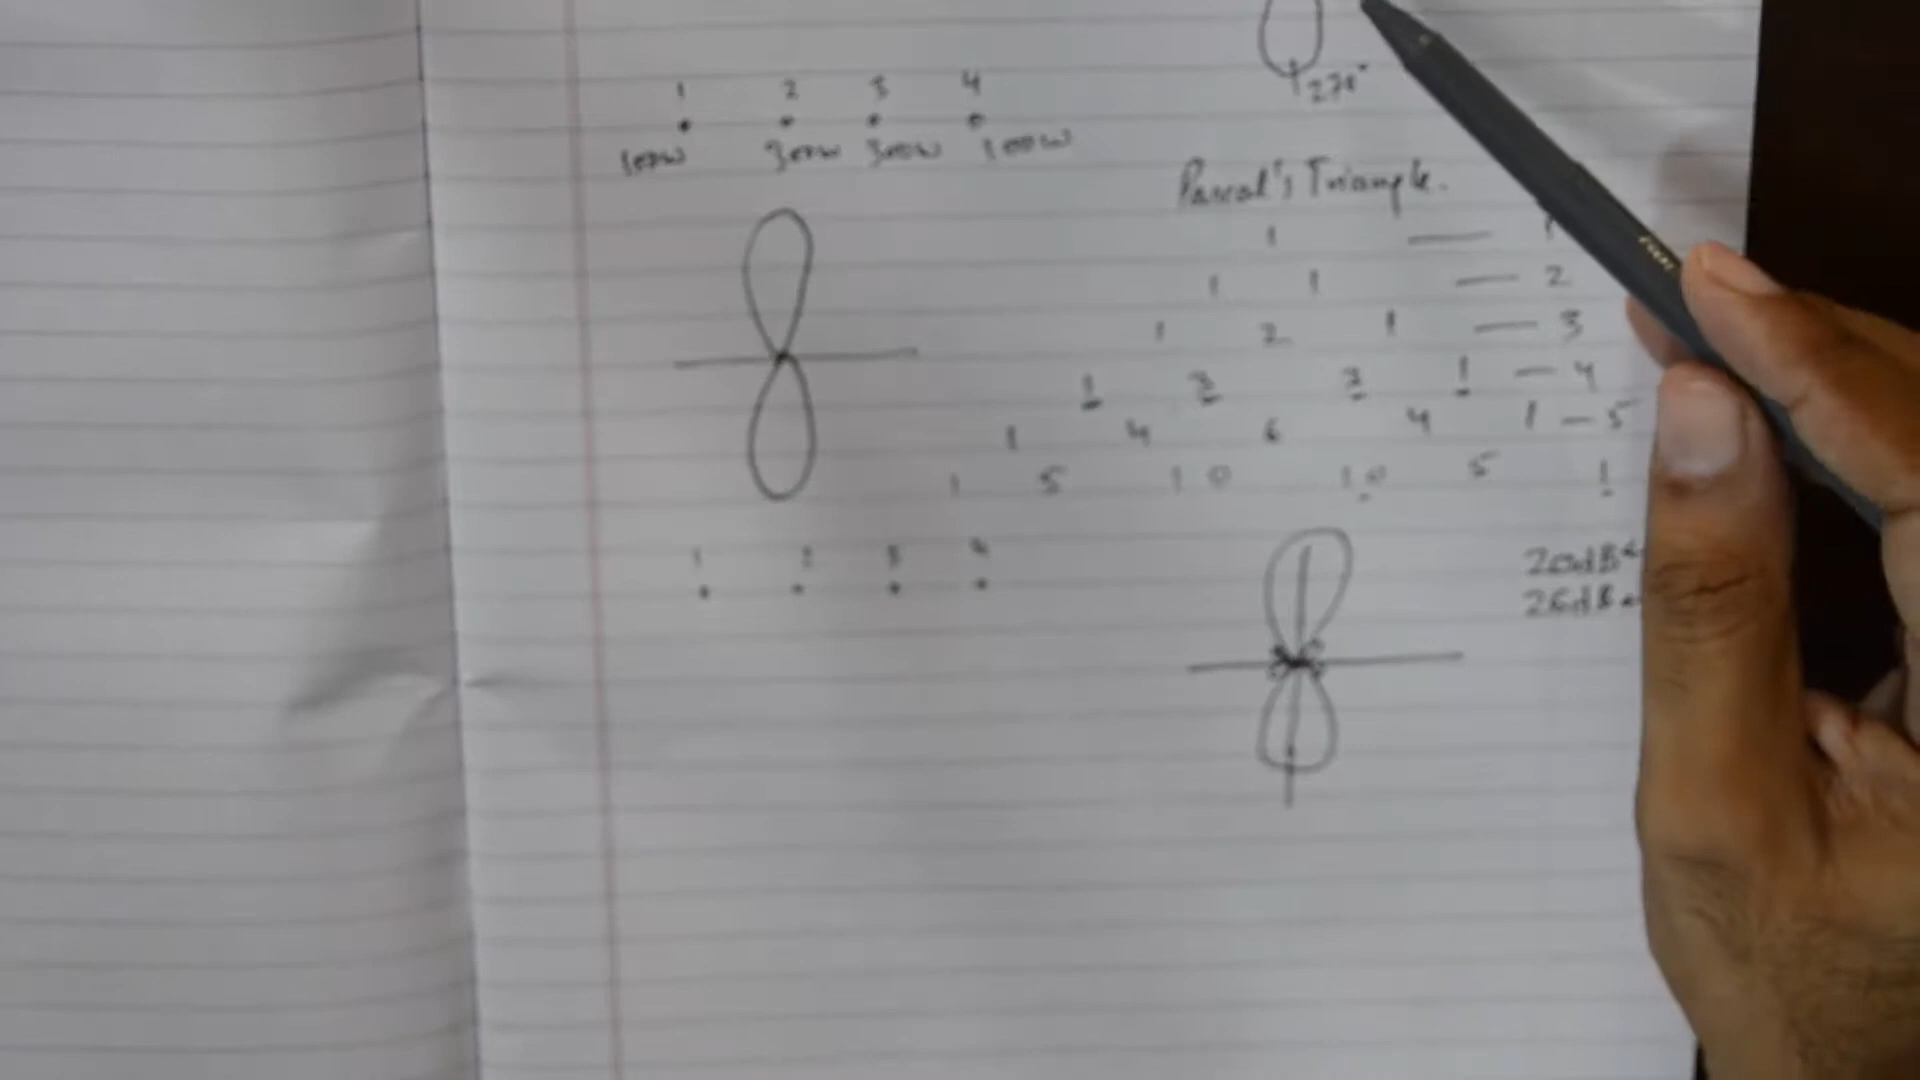 270°
1 2 3 4
100w 300w 300w 100w
Pascal's Triangle.
1 — 1
1 1 — 2
1 2 1 — 3
1 3 3 1 — 4
1 4 6 4 1 — 5
1 5 10 10 5 1
1 2 3 4
20dB
26dB